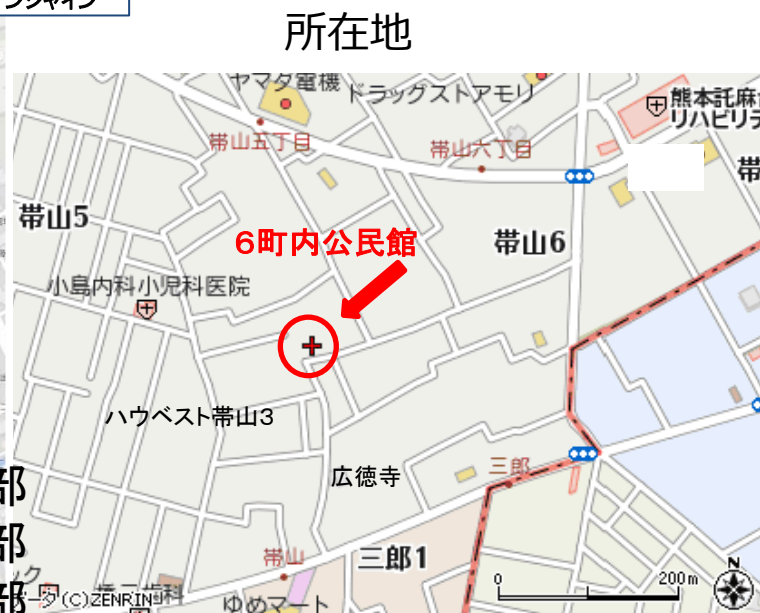 所在地
ヤマダ電機
ドラッグストアモリ
熊本託麻
リハビリテ
帯山五丁目
帯山六丁目
帯
帯山5
6町内公民館
帯山6
小島内科小児科医院
ハウベスト帯山3
広徳寺
三郎
部
部
部
帯山
三郎1
ゆめマート
(C)ZENRIN
0
200m
N